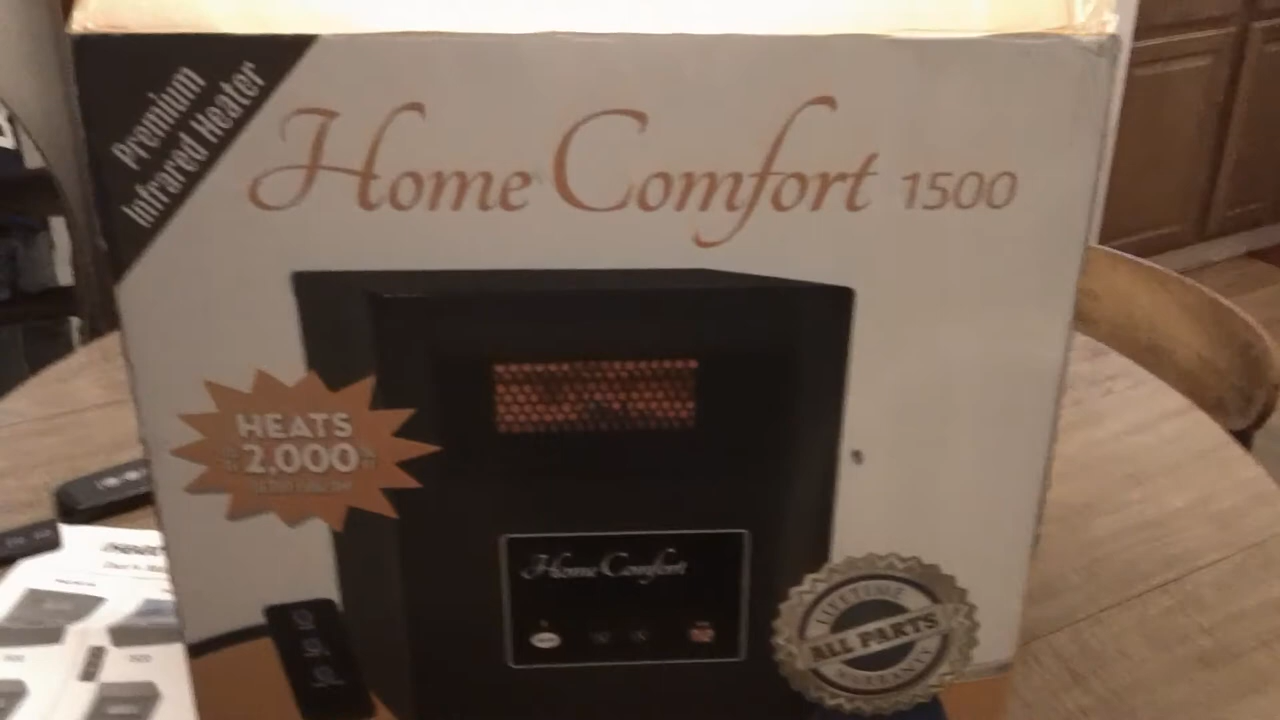 Premium
Infrared Heater
Home Comfort 1500
HEATS
2,000
Home Comfort
LIFETIME
ALL PARTS
WARRANTY